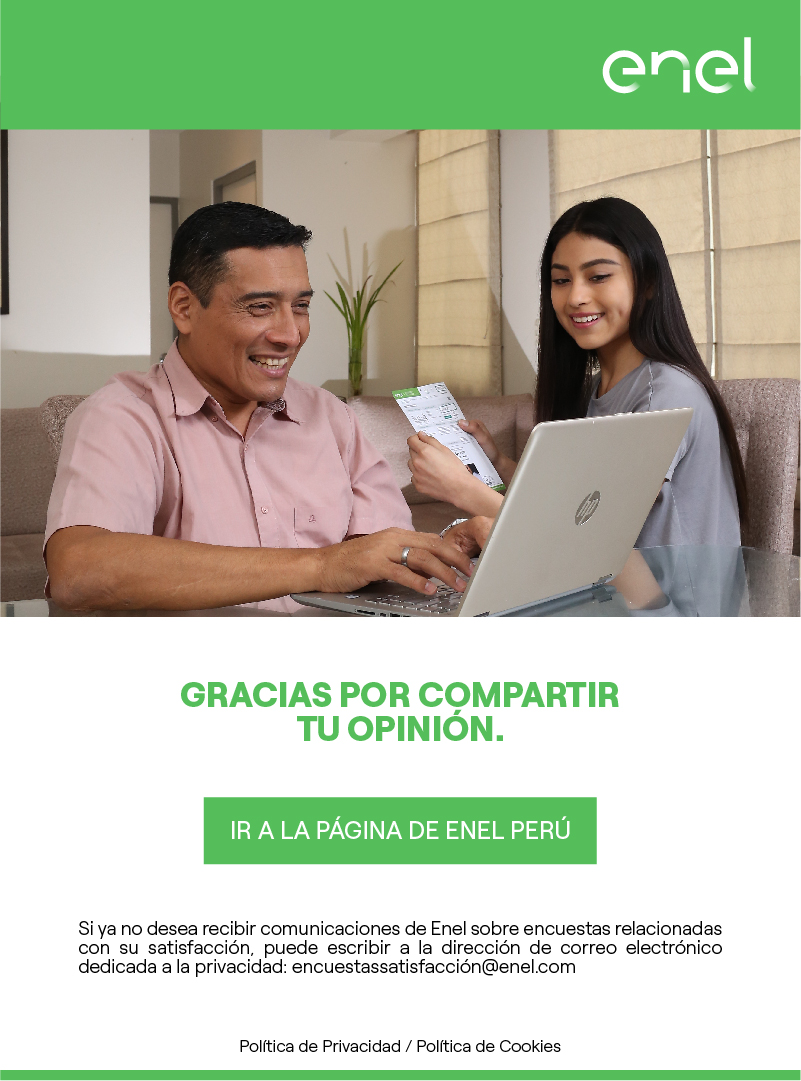 enel
hp
GRACIAS POR COMPARTIR
TU OPINIÓN.
IR A LA PÁGINA DE ENEL PERÚ
Si ya no desea recibir comunicaciones de Enel sobre encuestas relacionadas
con su satisfacción, puede escribir a la dirección de correo electrónico
dedicada a la privacidad: encuestassatisfacción@enel.com
Política de Privacidad / Política de Cookies